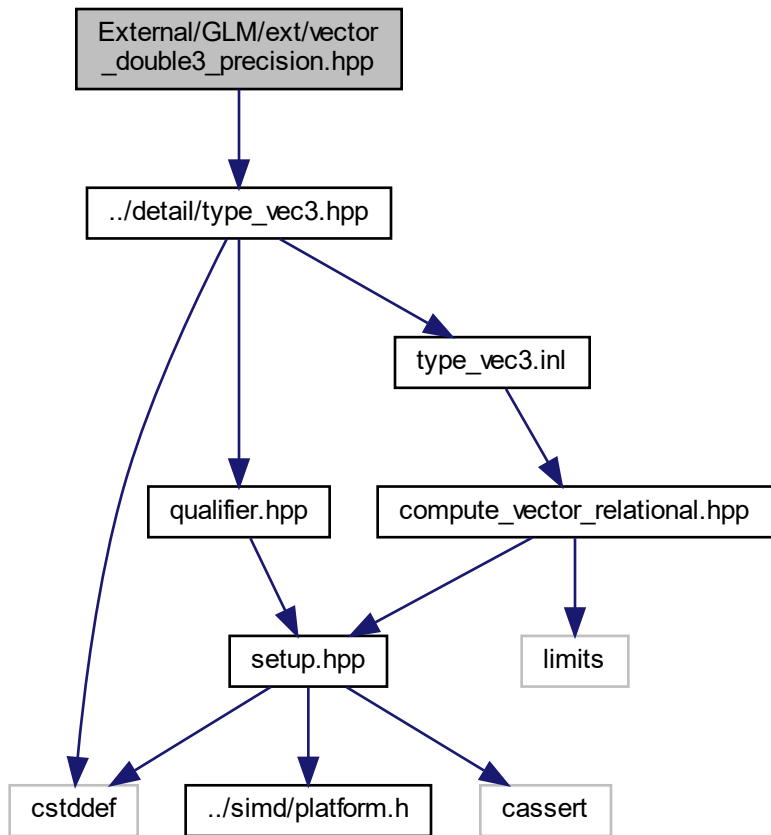 External/GLM/ext/vector
_double3_precision.hpp
../detail/type_vec3.hpp
type_vec3.inl
qualifier.hpp
compute_vector_relational.hpp
setup.hpp
limits
cstddef
../simd/platform.h
cassert